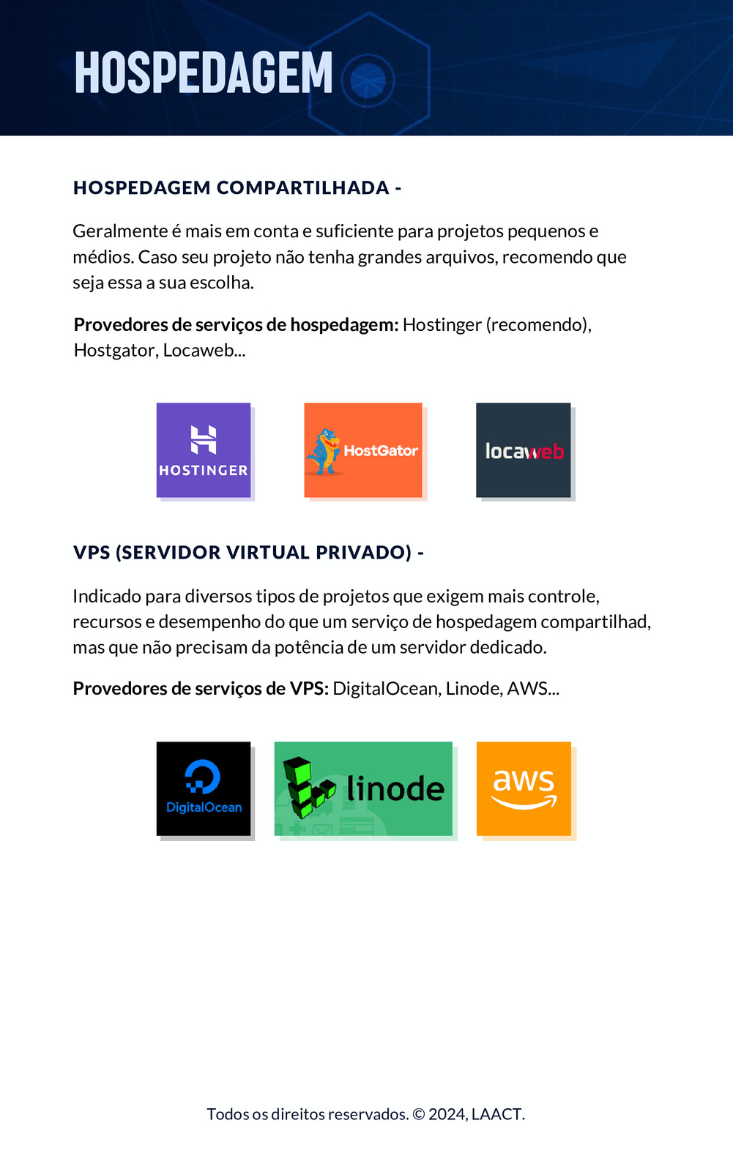 HOSPEDAGEM
HOSPEDAGEM COMPARTILHADA -
Geralmente é mais em conta e suficiente para projetos pequenos e
médios. Caso seu projeto não tenha grandes arquivos, recomendo que
seja essa a sua escolha.
Provedores de serviços de hospedagem: Hostinger (recomendo),
Hostgator, Locaweb...
HOSTINGER
HostGator
locaweb
VPS (SERVIDOR VIRTUAL PRIVADO) -
Indicado para diversos tipos de projetos que exigem mais controle,
recursos e desempenho do que um serviço de hospedagem compartilhad,
mas que não precisam da potência de um servidor dedicado.
Provedores de serviços de VPS: DigitalOcean, Linode, AWS...
DigitalOcean
linode
aws
Todos os direitos reservados. © 2024, LAACT.